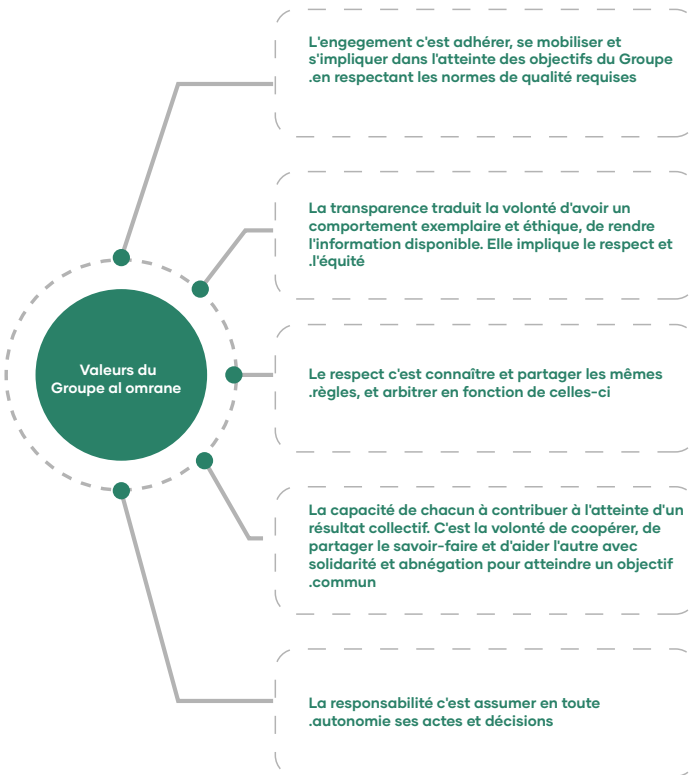 L'engegement c'est adhérer, se mobiliser et
s'impliquer dans l'atteinte des objectifs du Groupe
.en respectant les normes de qualité requises
La transparence traduit la volonté d'avoir un
comportement exemplaire et éthique, de rendre
l'information disponible. Elle implique le respect et
.l'équité
Valeurs du
Groupe al omrane
Le respect c'est connaître et partager les mêmes
.règles, et arbitrer en fonction de celles-ci
La capacité de chacun à contribuer à l'atteinte d'un
résultat collectif. C'est la volonté de coopérer, de
partager le savoir-faire et d'aider l'autre avec
solidarité et abnégation pour atteindre un objectif
.commun
La responsabilité c'est assumer en toute
.autonomie ses actes et décisions